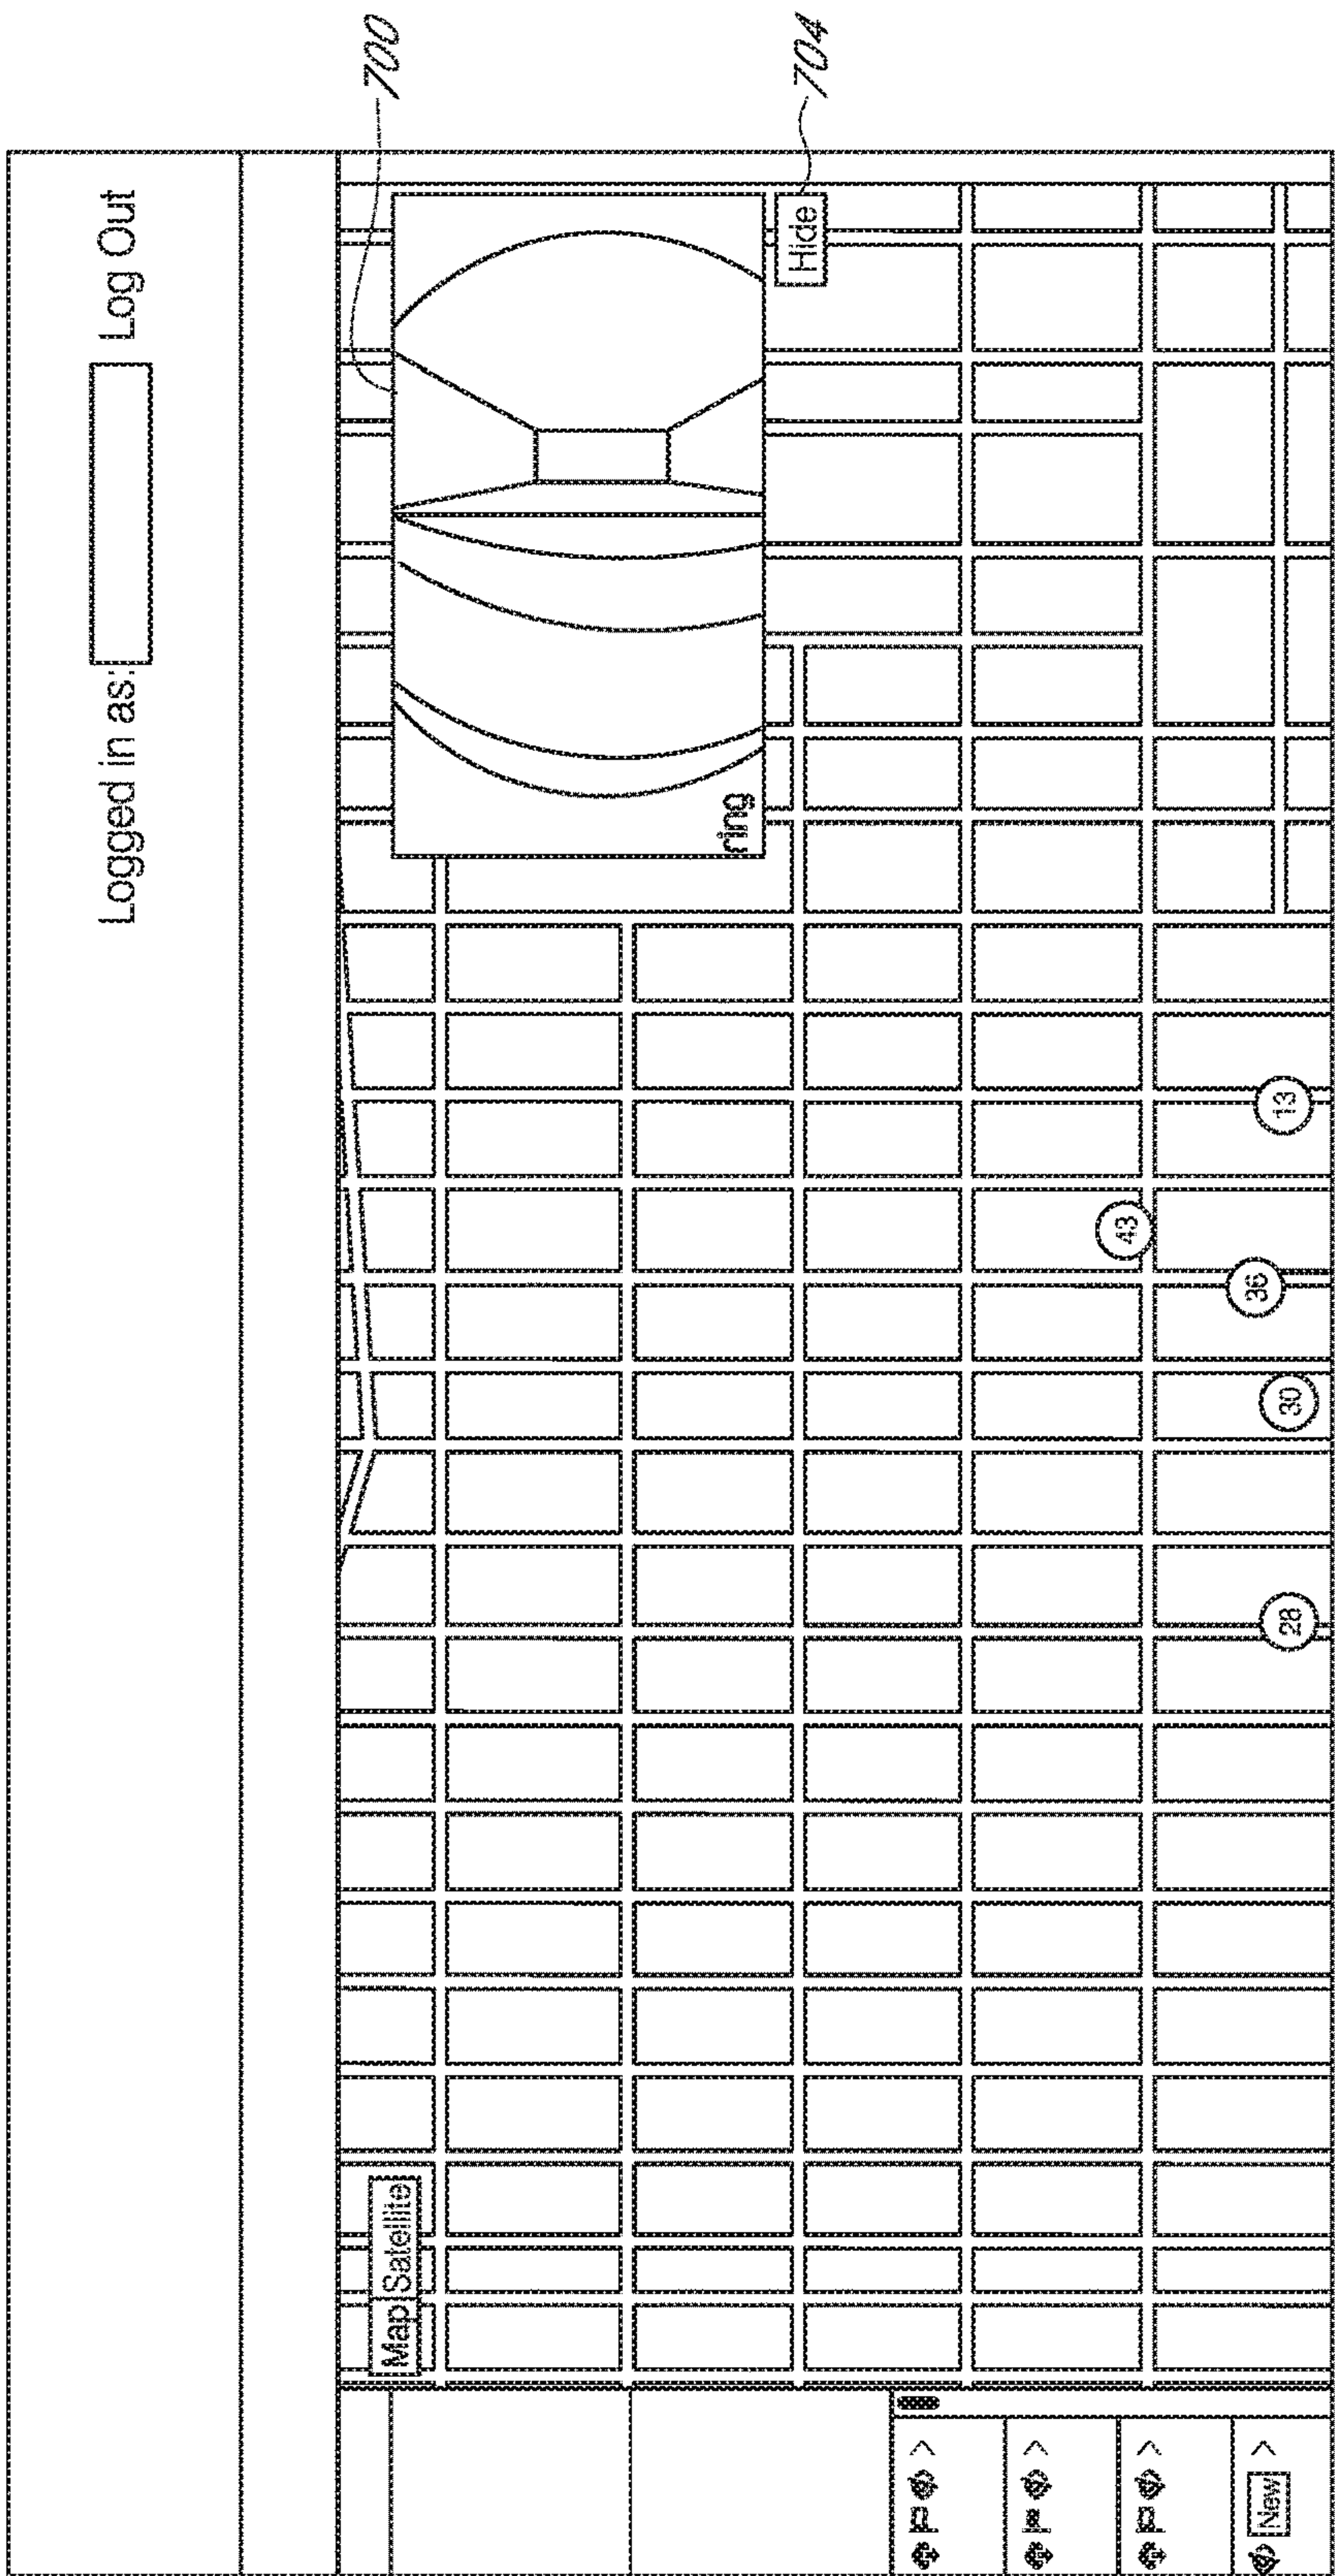 Logged in as: Log Out
700
Map Satellite
ring
Hide
704
43
13
36
28
30
New